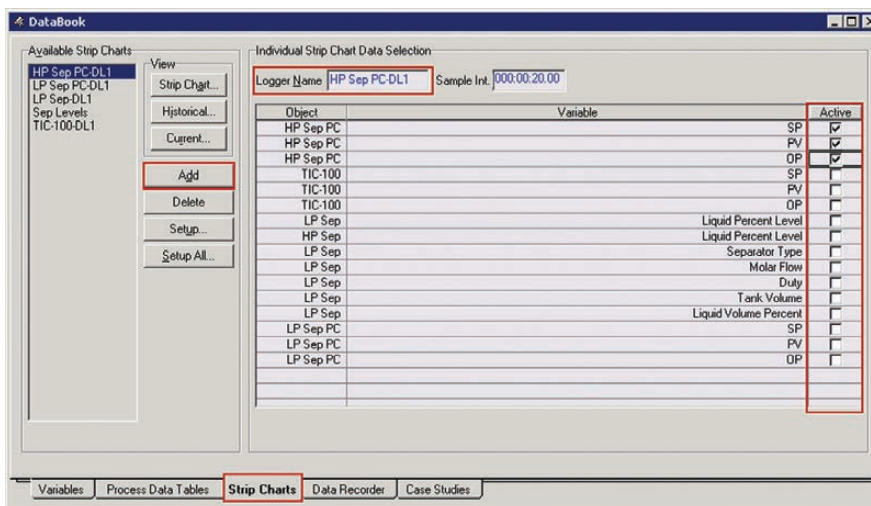 DataBook
Available Strip Charts
HP Sep PC-DL1
LP Sep PC-DL1
LP Sep-DL1
Sep Levels
TIC-100-DL1
View
Strip Chart...
Historical...
Current...
Add
Delete
Setup...
Setup All...
Individual Strip Chart Data Selection
Logger Name HP Sep PC-DL1 Sample Int. 000:00:20.00
Object Variable Active
HP Sep PC SP
HP Sep PC PV
HP Sep PC OP
TIC-100 SP
TIC-100 PV
TIC-100 OP
LP Sep Liquid Percent Level
HP Sep Liquid Percent Level
LP Sep Separator Type
LP Sep Molar Flow
LP Sep Duty
LP Sep Tank Volume
LP Sep Liquid Volume Percent
LP Sep PC SP
LP Sep PC PV
LP Sep PC OP
Variables Process Data Tables Strip Charts Data Recorder Case Studies